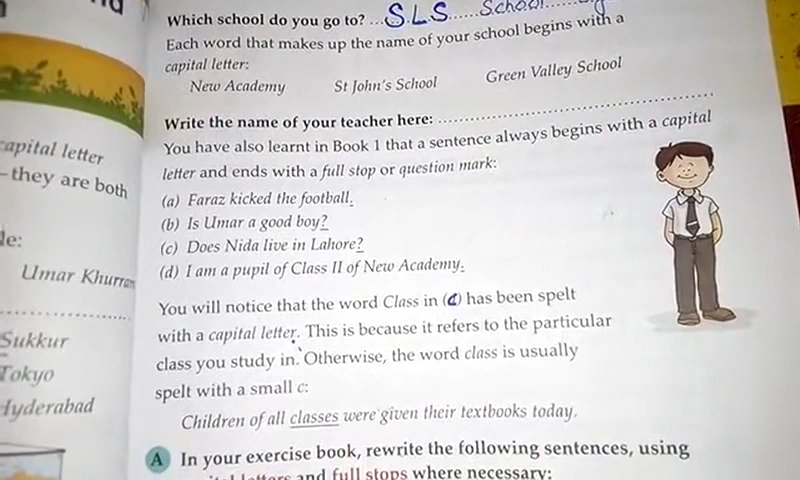 capital letter
—they are both
le:
Umar Khurram
Sukkur
Tokyo
Hyderabad
Which school do you go to? ...S.L.S......School......
Each word that makes up the name of your school begins with a
capital letter:
New Academy St John's School Green Valley School
Write the name of your teacher here: ..................
You have also learnt in Book 1 that a sentence always begins with a capital
letter and ends with a full stop or question mark:
(a) Faraz kicked the football.
(b) Is Umar a good boy?
(c) Does Nida live in Lahore?
(d) I am a pupil of Class II of New Academy.
You will notice that the word Class in (d) has been spelt
with a capital letter. This is because it refers to the particular
class you study in. Otherwise, the word class is usually
spelt with a small c:
Children of all classes were given their textbooks today.
A In your exercise book, rewrite the following sentences, using
capital letters and full stops where necessary: